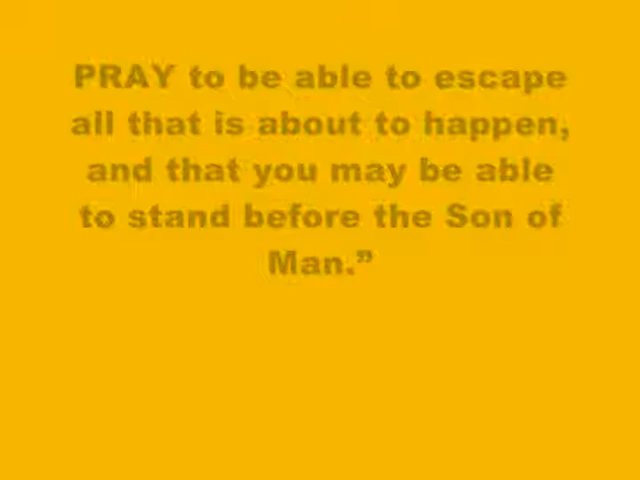 PRAY to be able to escape
all that is about to happen,
and that you may be able
to stand before the Son of
Man.”